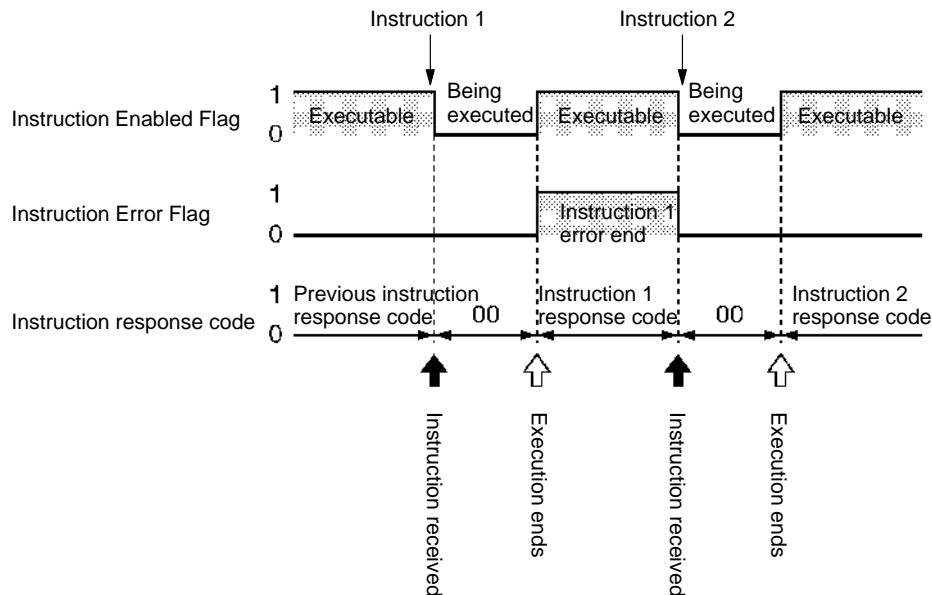 Instruction 1
Instruction 2
Instruction Enabled Flag
1
0
Executable
Being
executed
Executable
Being
executed
Executable
Instruction Error Flag
1
0
Instruction 1
error end
Instruction response code
1
0
Previous instruction
response code
00
Instruction 1
response code
00
Instruction 2
response code
Instruction received
Execution ends
Instruction received
Execution ends